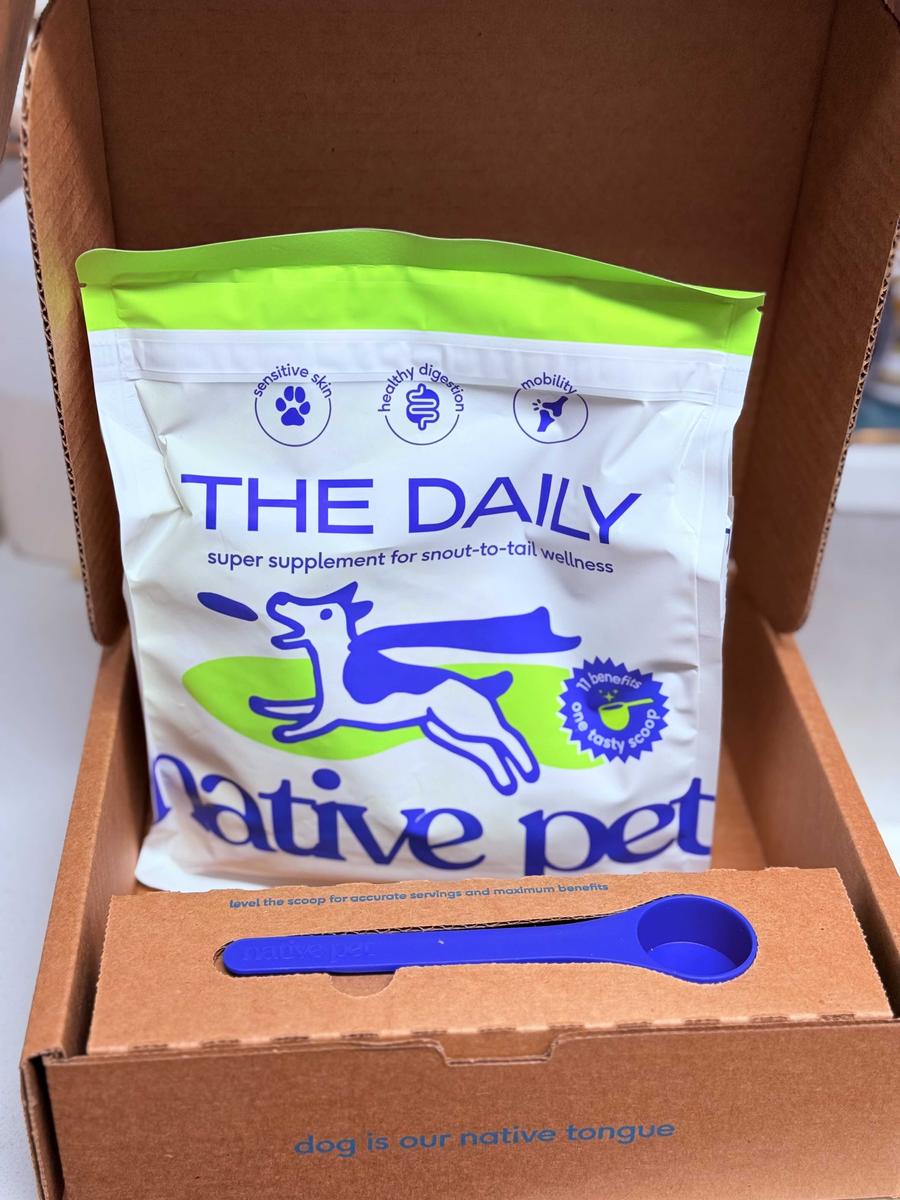 sensitive skin
healthy digestion
mobility
THE DAILY
super supplement for snout-to-tail wellness
11 benefits
one tasty scoop
native pet
level the scoop for accurate servings and maximum benefits
native pet
dog is our native tongue